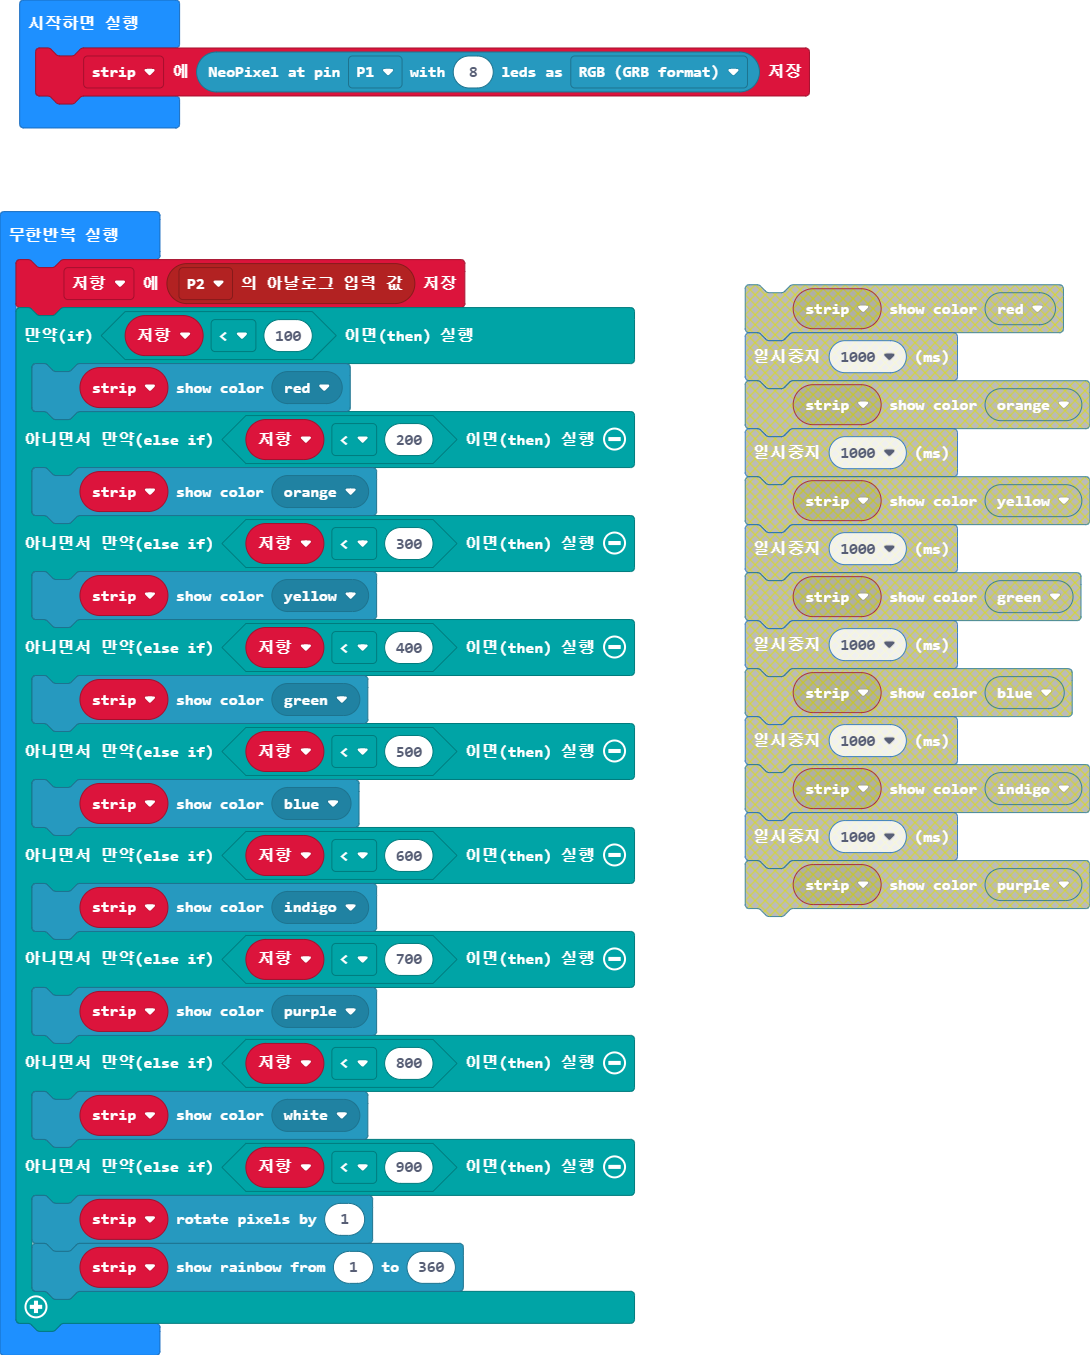 시작하면 실행
strip 에 NeoPixel at pin P1 with 8 leds as RGB (GRB format) 저장
무한반복 실행
저항 에 P2 의 아날로그 입력 값 저장
만약(if) 저항 < 100 이면(then) 실행
strip show color red
아니면서 만약(else if) 저항 < 200 이면(then) 실행
strip show color orange
아니면서 만약(else if) 저항 < 300 이면(then) 실행
strip show color yellow
아니면서 만약(else if) 저항 < 400 이면(then) 실행
strip show color green
아니면서 만약(else if) 저항 < 500 이면(then) 실행
strip show color blue
아니면서 만약(else if) 저항 < 600 이면(then) 실행
strip show color indigo
아니면서 만약(else if) 저항 < 700 이면(then) 실행
strip show color purple
아니면서 만약(else if) 저항 < 800 이면(then) 실행
strip show color white
아니면서 만약(else if) 저항 < 900 이면(then) 실행
strip rotate pixels by 1
strip show rainbow from 1 to 360
strip show color red
일시중지 1000 (ms)
strip show color orange
일시중지 1000 (ms)
strip show color yellow
일시중지 1000 (ms)
strip show color green
일시중지 1000 (ms)
strip show color blue
일시중지 1000 (ms)
strip show color indigo
일시중지 1000 (ms)
strip show color purple